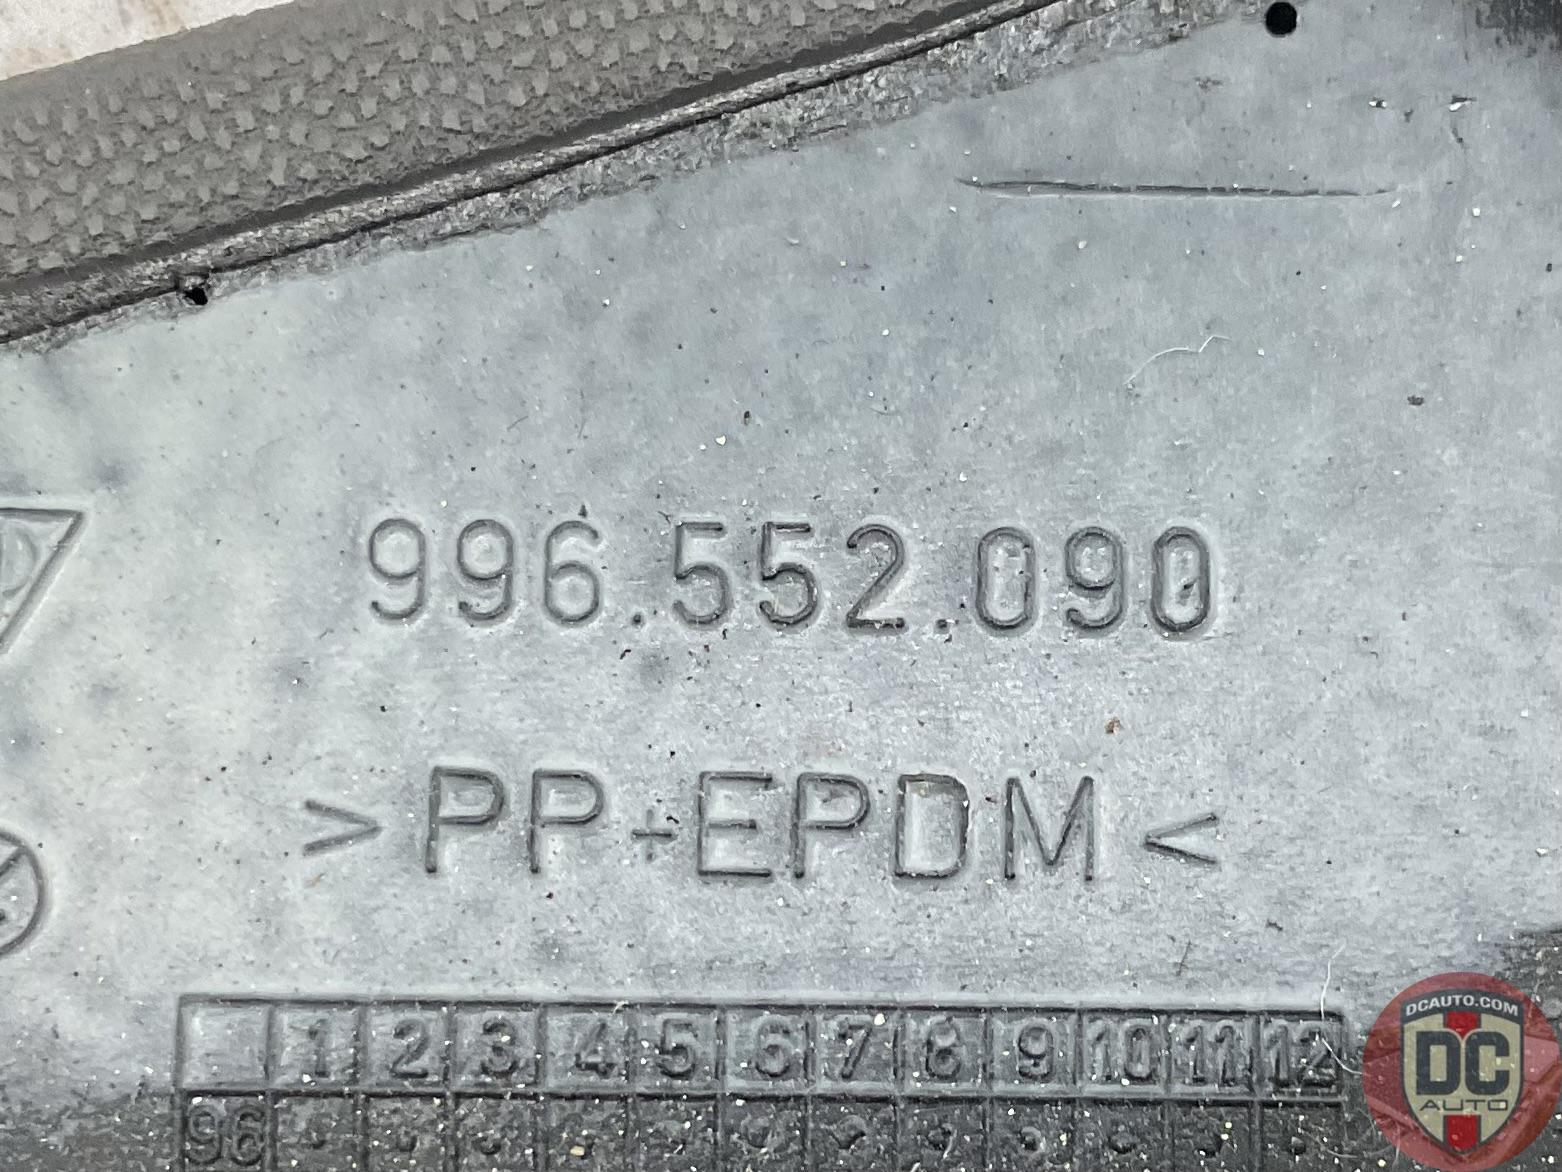 996.552.090
>PP+EPDM<
1 2 3 4 5 6 7 8 9 10 11 12
96
DCAUTO.COM
DC
AUTO